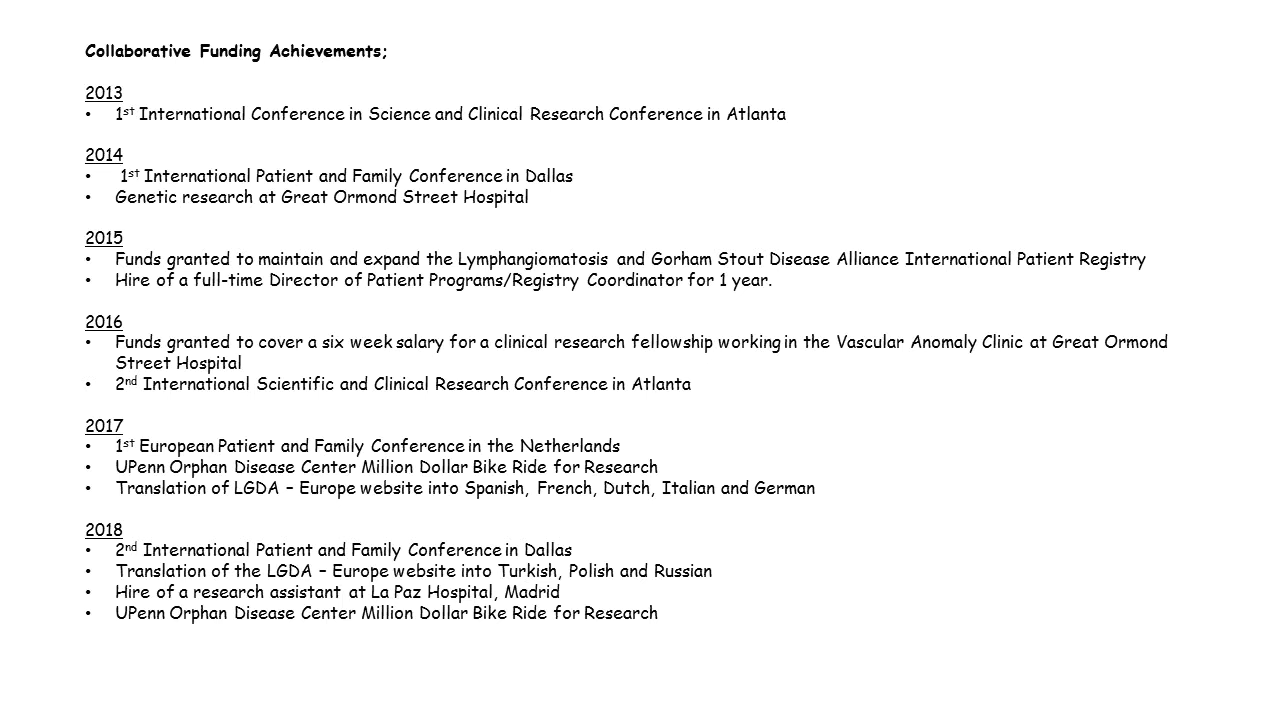 Collaborative Funding Achievements;
2013
• 1st International Conference in Science and Clinical Research Conference in Atlanta
2014
• 1st International Patient and Family Conference in Dallas
• Genetic research at Great Ormond Street Hospital
2015
• Funds granted to maintain and expand the Lymphangiomatosis and Gorham Stout Disease Alliance International Patient Registry
• Hire of a full-time Director of Patient Programs/Registry Coordinator for 1 year.
2016
• Funds granted to cover a six week salary for a clinical research fellowship working in the Vascular Anomaly Clinic at Great Ormond
Street Hospital
• 2nd International Scientific and Clinical Research Conference in Atlanta
2017
• 1st European Patient and Family Conference in the Netherlands
• UPenn Orphan Disease Center Million Dollar Bike Ride for Research
• Translation of LGDA – Europe website into Spanish, French, Dutch, Italian and German
2018
• 2nd International Patient and Family Conference in Dallas
• Translation of the LGDA – Europe website into Turkish, Polish and Russian
• Hire of a research assistant at La Paz Hospital, Madrid
• UPenn Orphan Disease Center Million Dollar Bike Ride for Research